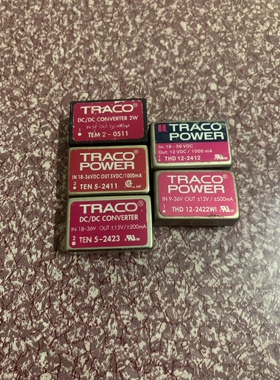 TRACO
DC/DC CONVERTER 2W
TEM 2-0511
TRACO
POWER
IN 18-36VDC OUT 5VDC/1000mA
TEN 5-2411
TRACO
DC/DC CONVERTER
IN 18-36V OUT ±15V/±200mA
TEN 5-2423
TRACO
POWER
In: 18-36 VDC
Out: 12 VDC / 1000 mA
THD 12-2412
TRACO
POWER
IN 9-36V OUT ±12V / ±500mA
THD 12-2422WI